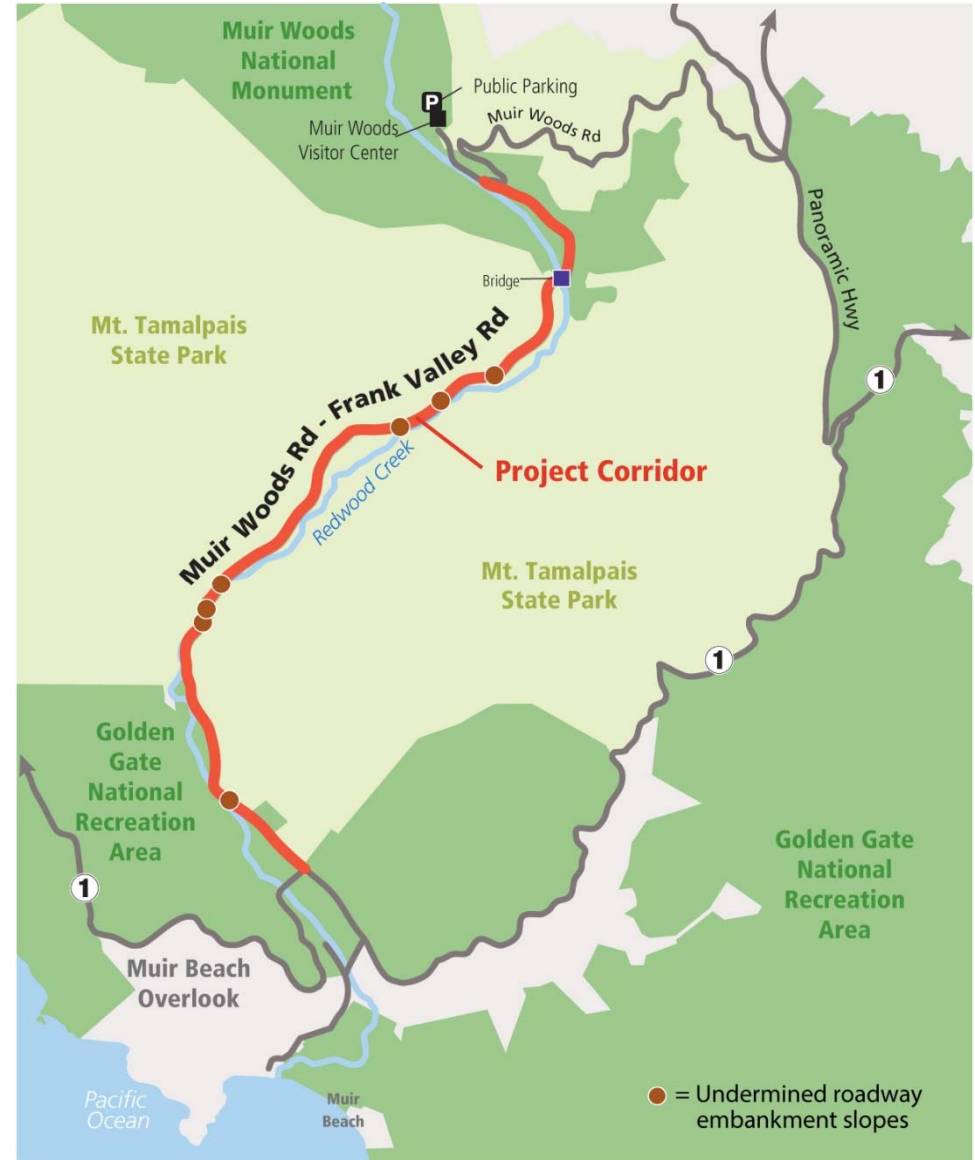 Muir Woods
National
Monument
P
Public Parking
Muir Woods
Visitor Center
Muir Woods Rd
Panoramic Hwy
Bridge
Mt. Tamalpais
State Park
Muir Woods Rd - Frank Valley Rd
1
Redwood Creek
Project Corridor
Mt. Tamalpais
State Park
1
Golden
Gate
National
Recreation
Area
Golden Gate
National
Recreation
Area
1
Muir Beach
Overlook
Pacific
Ocean
Muir
Beach
= Undermined roadway
embankment slopes